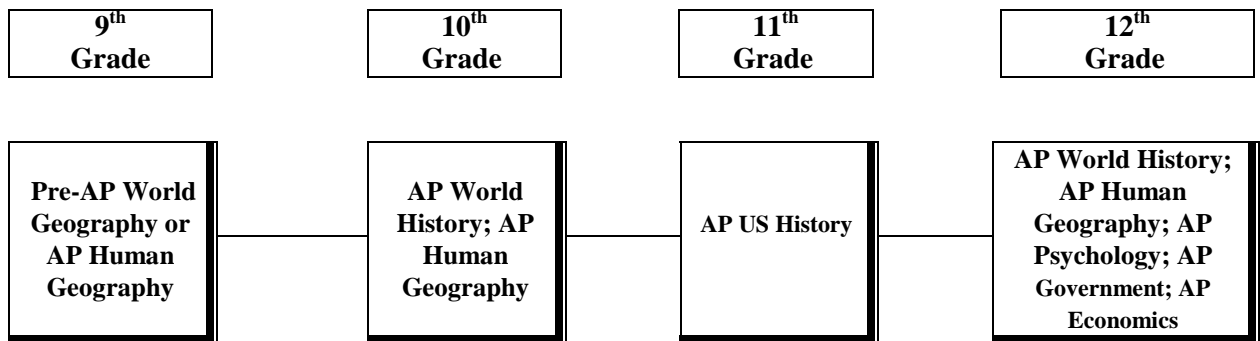 9th
Grade
10th
Grade
11th
Grade
12th
Grade
Pre-AP World
Geography or
AP Human
Geography
AP World
History; AP
Human
Geography
AP US History
AP World History;
AP Human
Geography; AP
Psychology; AP
Government; AP
Economics